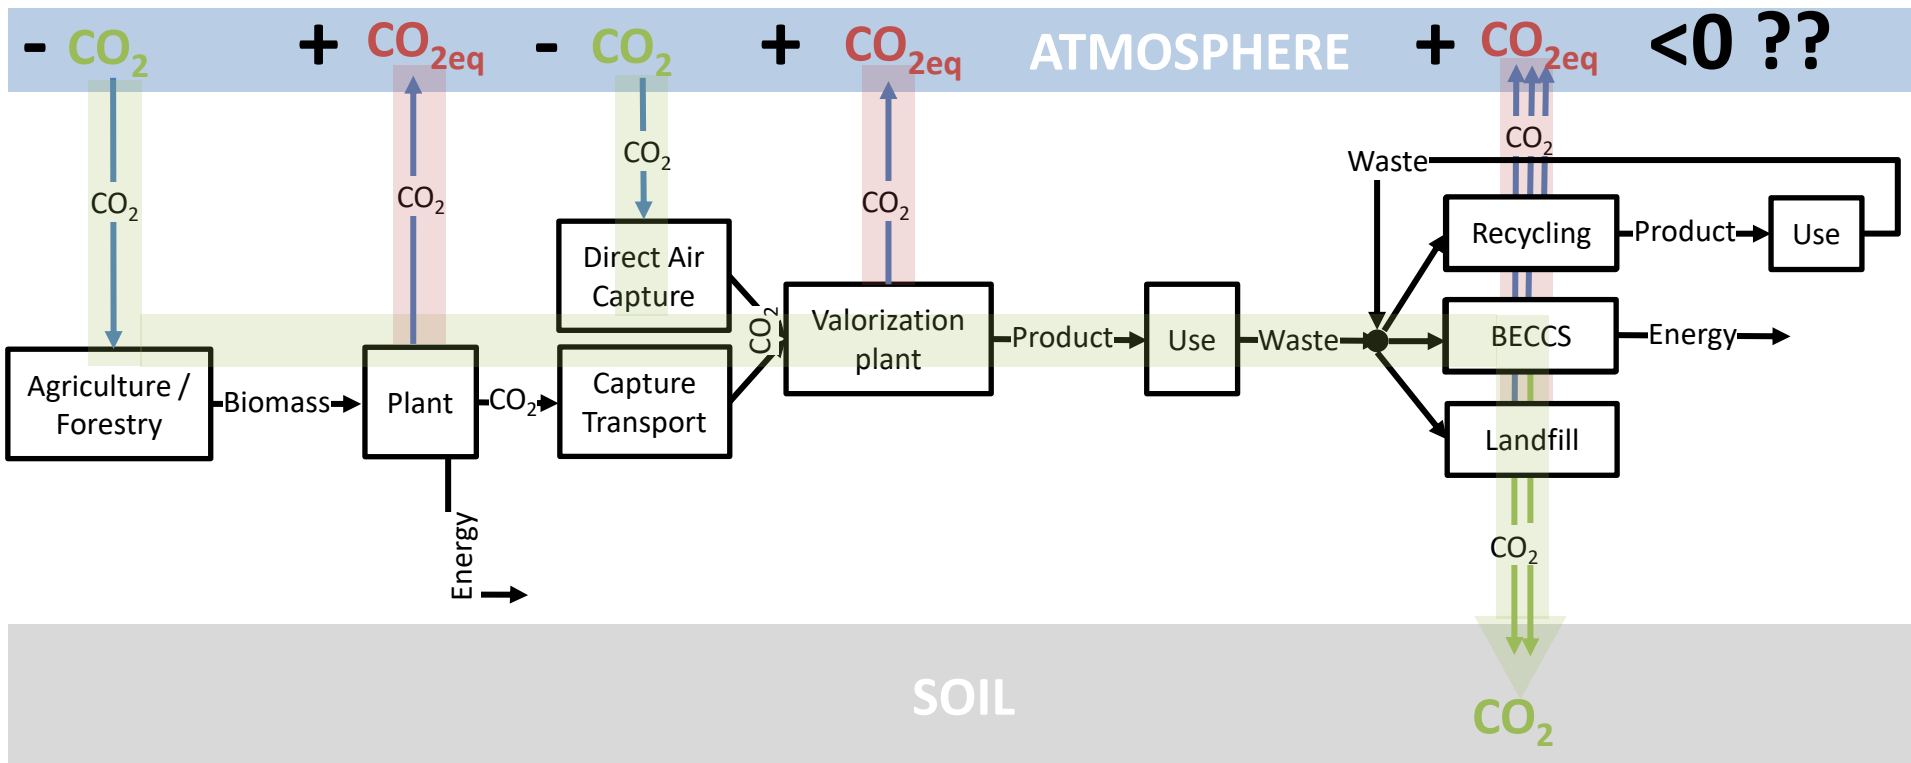 - CO₂ + CO₂eq - CO₂ + CO₂eq ATMOSPHERE + CO₂eq <0 ??
CO₂
CO₂
CO₂
CO₂
CO₂
Waste
Direct Air
Capture
Recycling
Product
Use
CO₂
Valorization
plant
Product
Use
Waste
BECCS
Energy
Agriculture /
Forestry
Biomass
Plant
CO₂
Capture
Transport
Landfill
Energy
CO₂
SOIL
CO₂